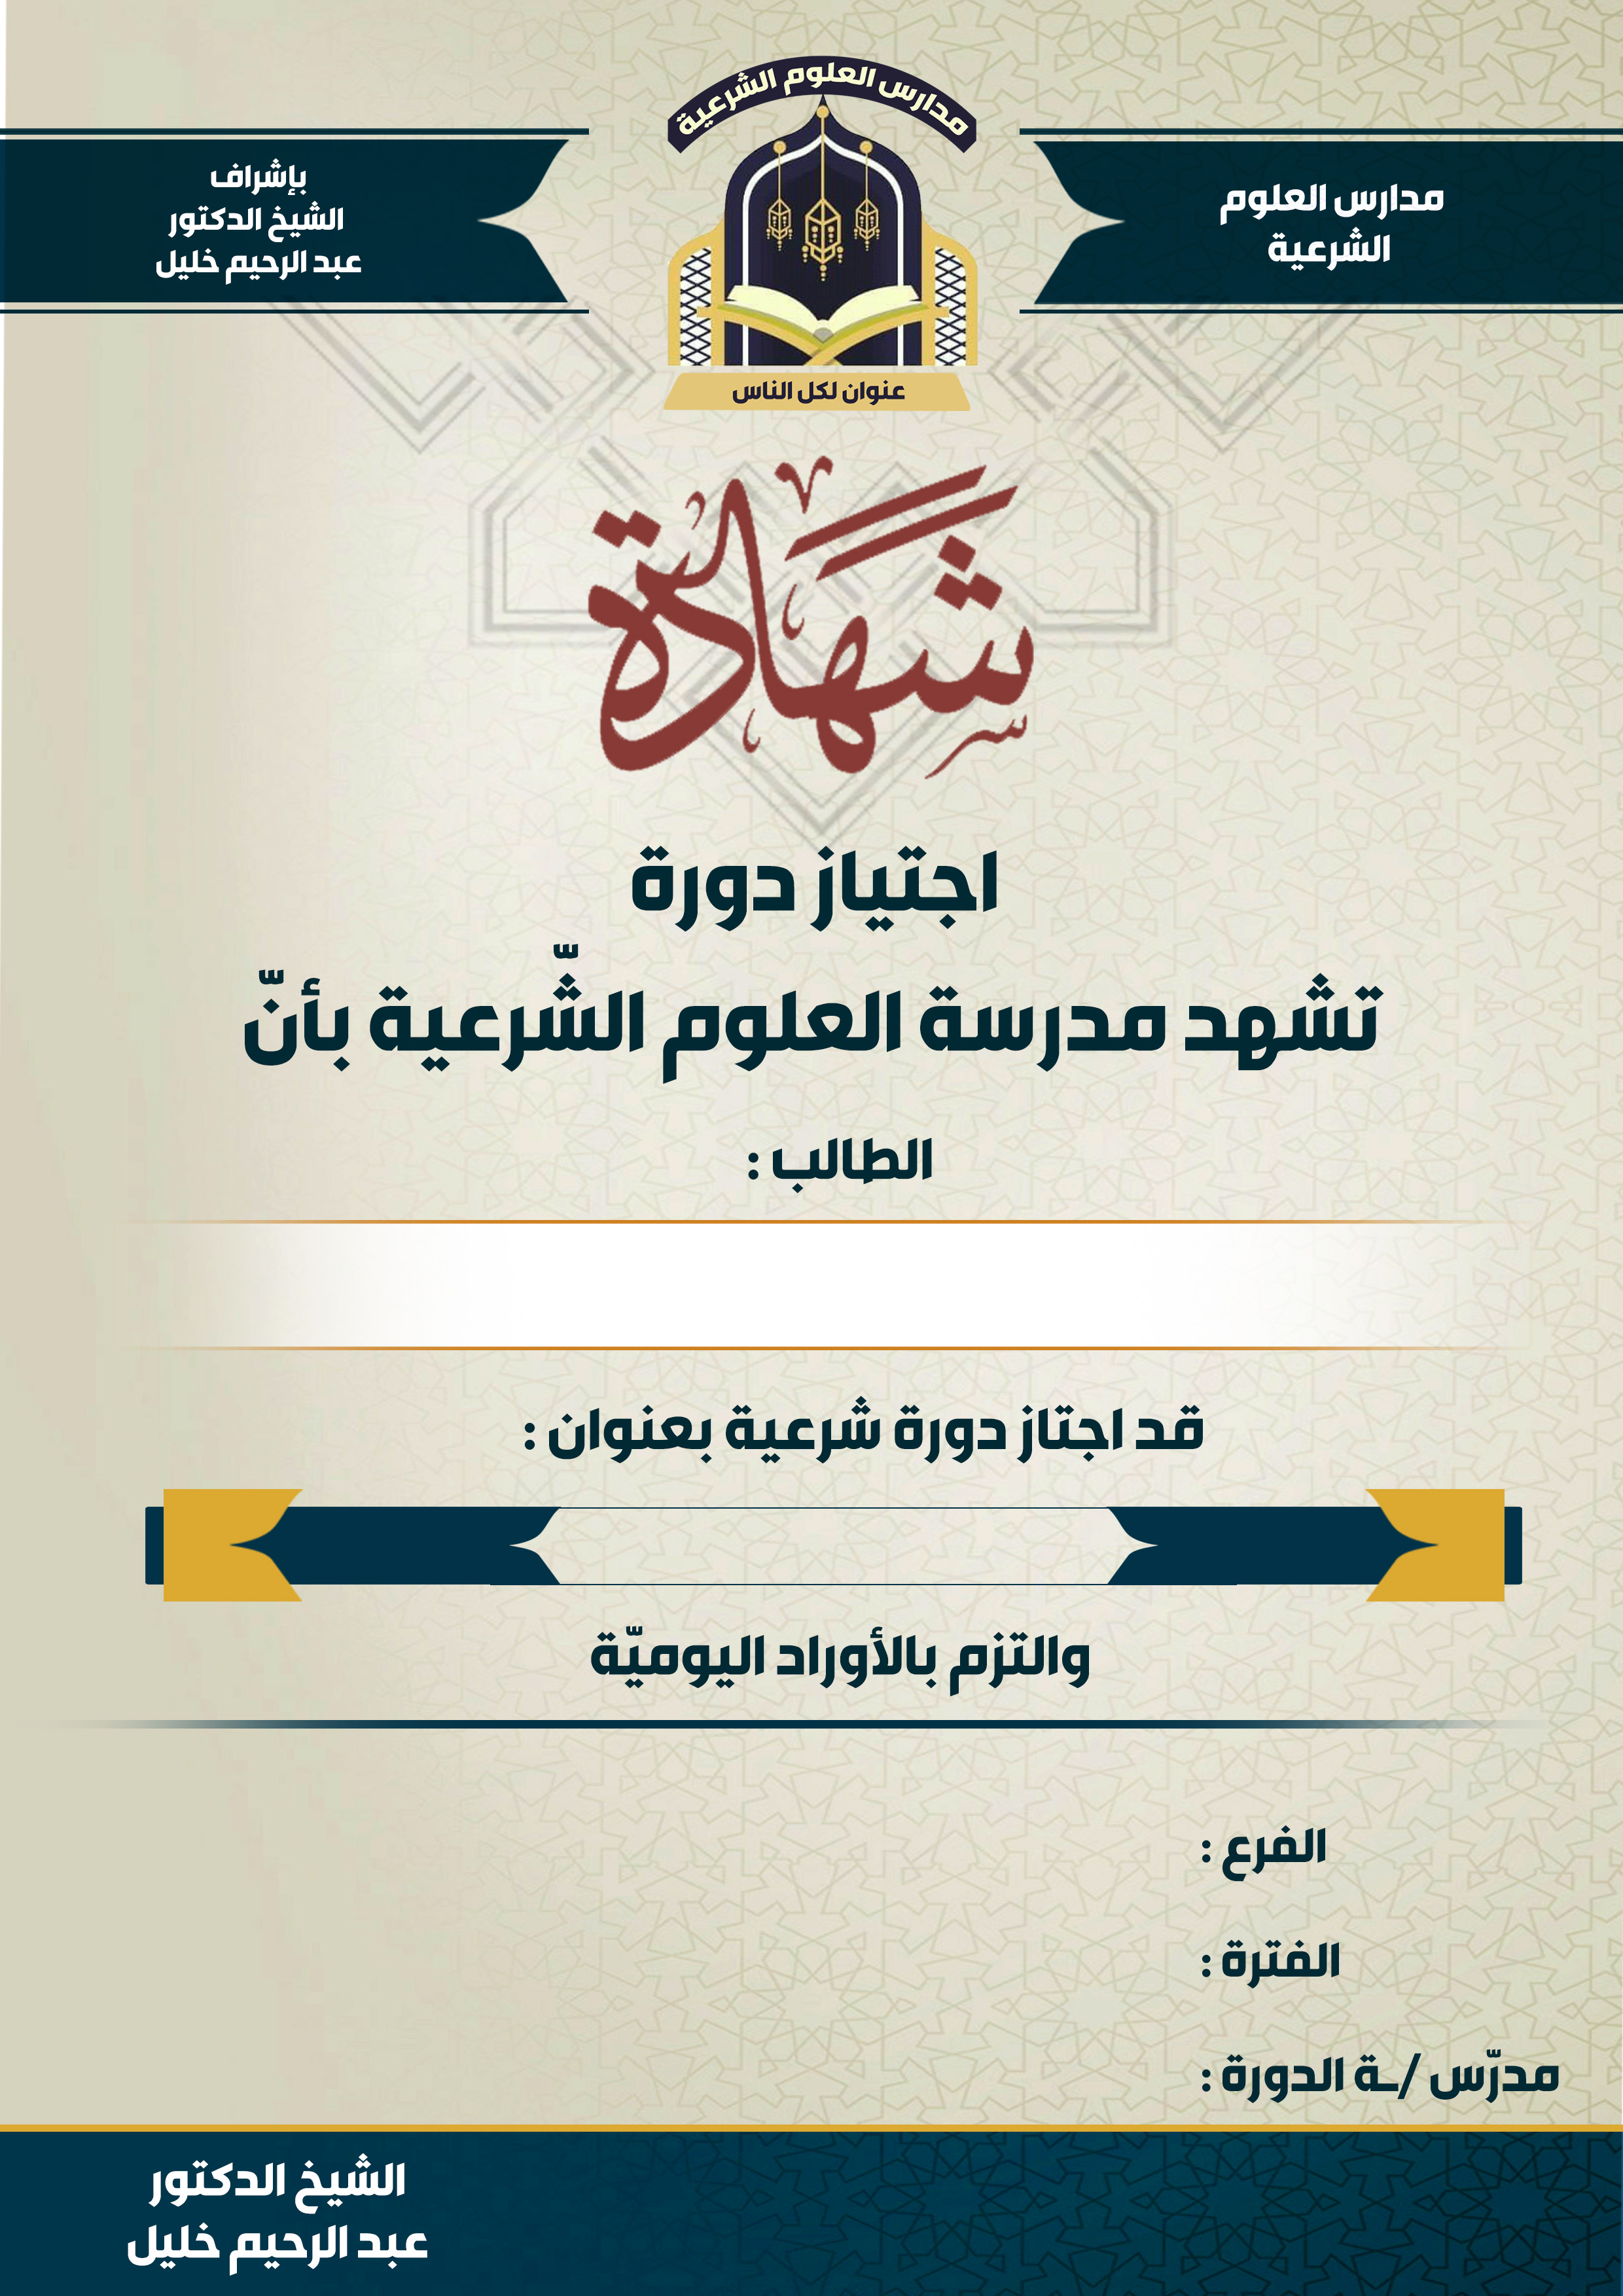 مدارس العلوم الشرعية
مدارس العلوم
الشرعية
بإشراف
الشيخ الدكتور
عبد الرحيم خليل
عنوان لكل الناس
شهادة
اجتياز دورة
تشهد مدرسة العلوم الشّرعية بأنّ
الطالب :
قد اجتاز دورة شرعية بعنوان :
والتزم بالأوراد اليوميّة
الفرع :
الفترة :
مدرّس /ـة الدورة :
الشيخ الدكتور
عبد الرحيم خليل